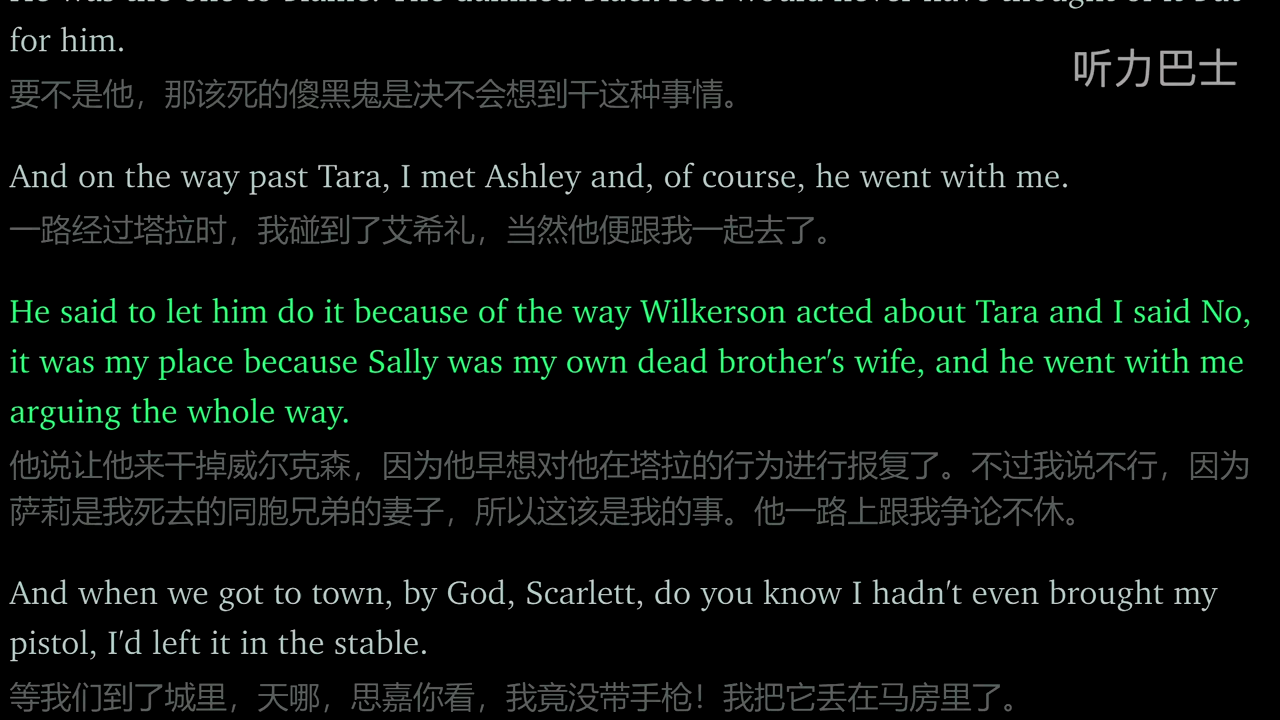 for him.
要不是他，那该死的傻黑鬼是决不会想到干这种事情。
听力巴士
And on the way past Tara, I met Ashley and, of course, he went with me.
一路经过塔拉时，我碰到了艾希礼，当然他便跟我一起去了。
He said to let him do it because of the way Wilkerson acted about Tara and I said No,
it was my place because Sally was my own dead brother's wife, and he went with me
arguing the whole way.
他说让他来干掉威尔克森，因为他早想对他在塔拉的行为进行报复了。不过我说不行，因为
萨莉是我死去的同胞兄弟的妻子，所以这该是我的事。他一路上跟我争论不休。
And when we got to town, by God, Scarlett, do you know I hadn't even brought my
pistol, I'd left it in the stable.
等我们到了城里，天哪，思嘉你看，我竟没带手枪！我把它丢在马房里了。